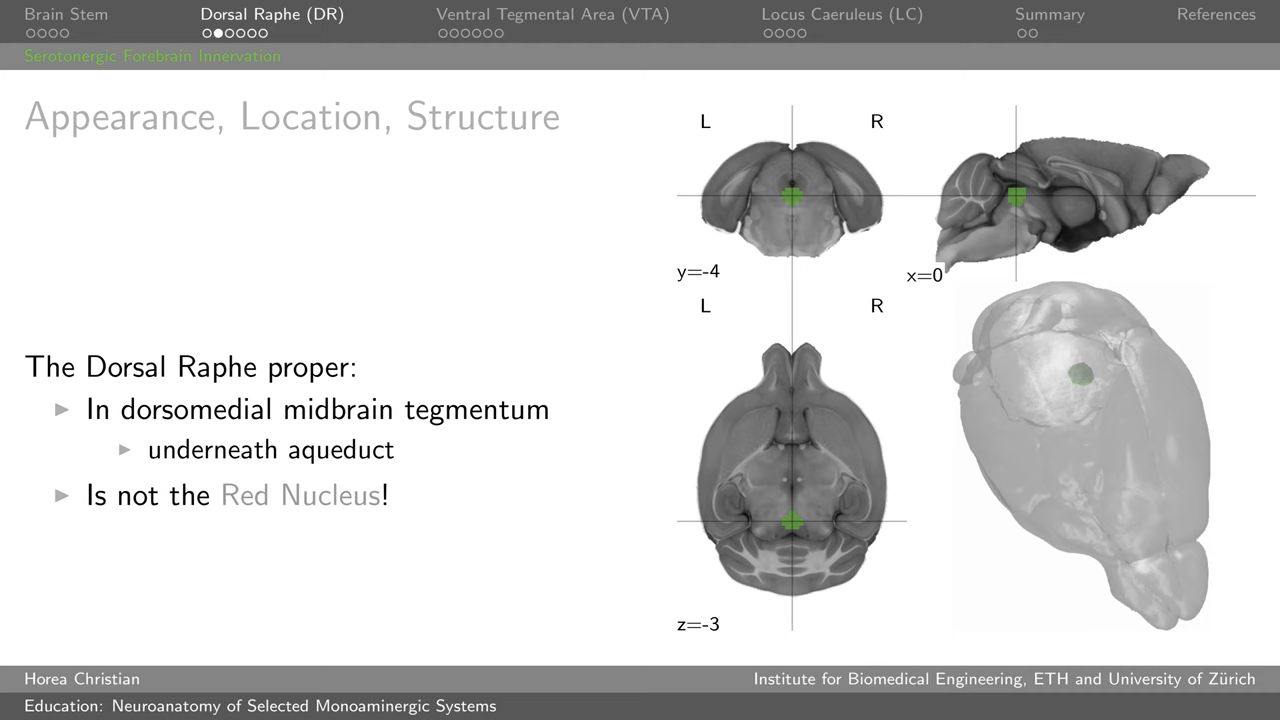 Brain Stem Dorsal Raphe (DR) Ventral Tegmental Area (VTA) Locus Caeruleus (LC) Summary References
Serotonergic Forebrain Innervation
Appearance, Location, Structure
L R
y=-4 x=0
L R
z=-3
The Dorsal Raphe proper:
In dorsomedial midbrain tegmentum
underneath aqueduct
Is not the Red Nucleus!
Horea Christian Institute for Biomedical Engineering, ETH and University of Zürich
Education: Neuroanatomy of Selected Monoaminergic Systems